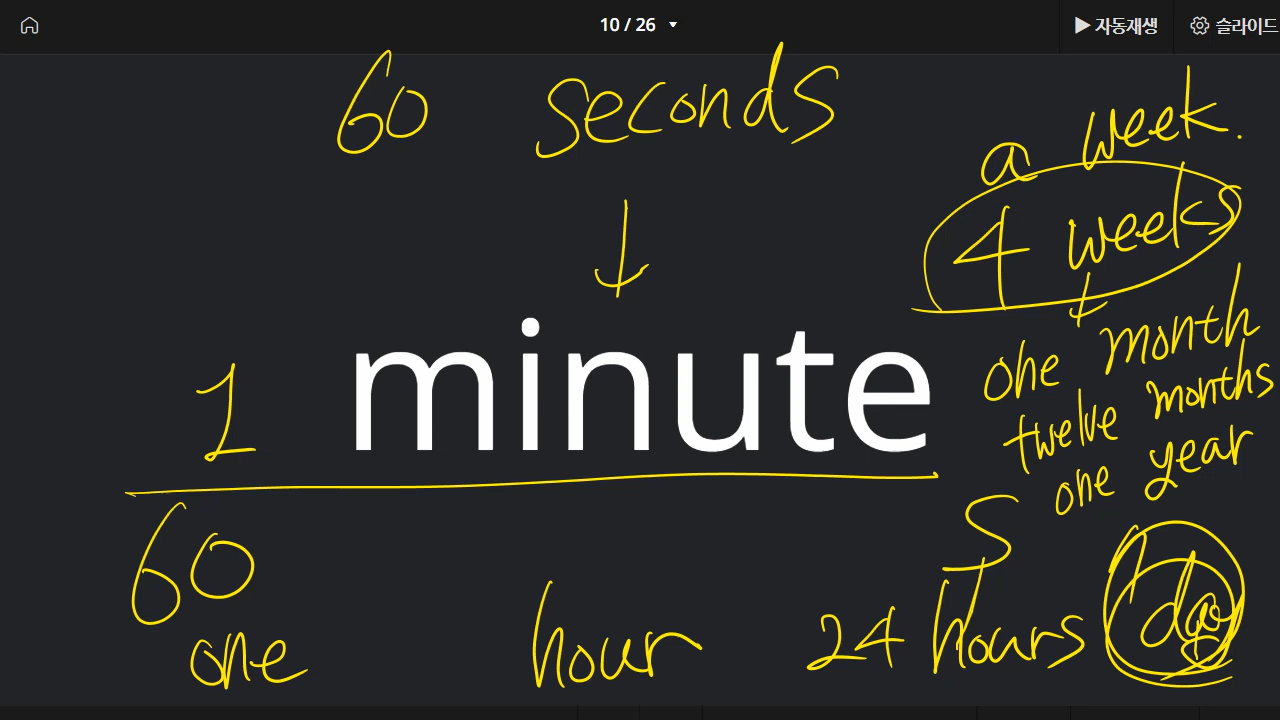 10 / 26
▶ 자동재생
슬라이드
60 seconds
a week.
4 weeks
1 minute
one month
twelve months
one year
60
S
one hour
24 hours
1 day